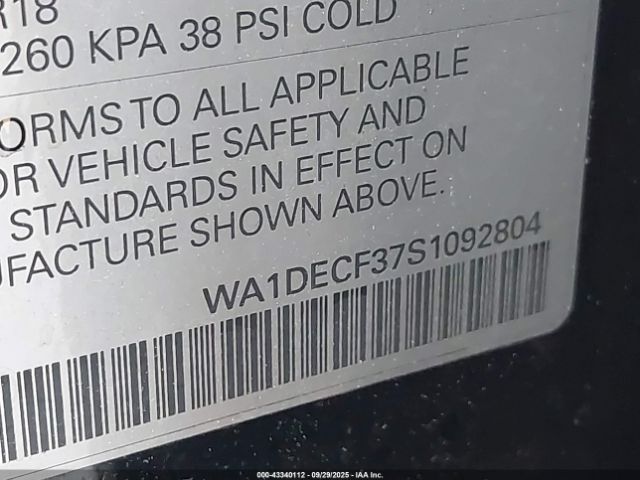 R18
260 KPA 38 PSI COLD
ORMS TO ALL APPLICABLE
OR VEHICLE SAFETY AND
STANDARDS IN EFFECT ON
UFACTURE SHOWN ABOVE.
WA1DECF37S1092804
000-43340112 - 09/29/2025 - IAA Inc.